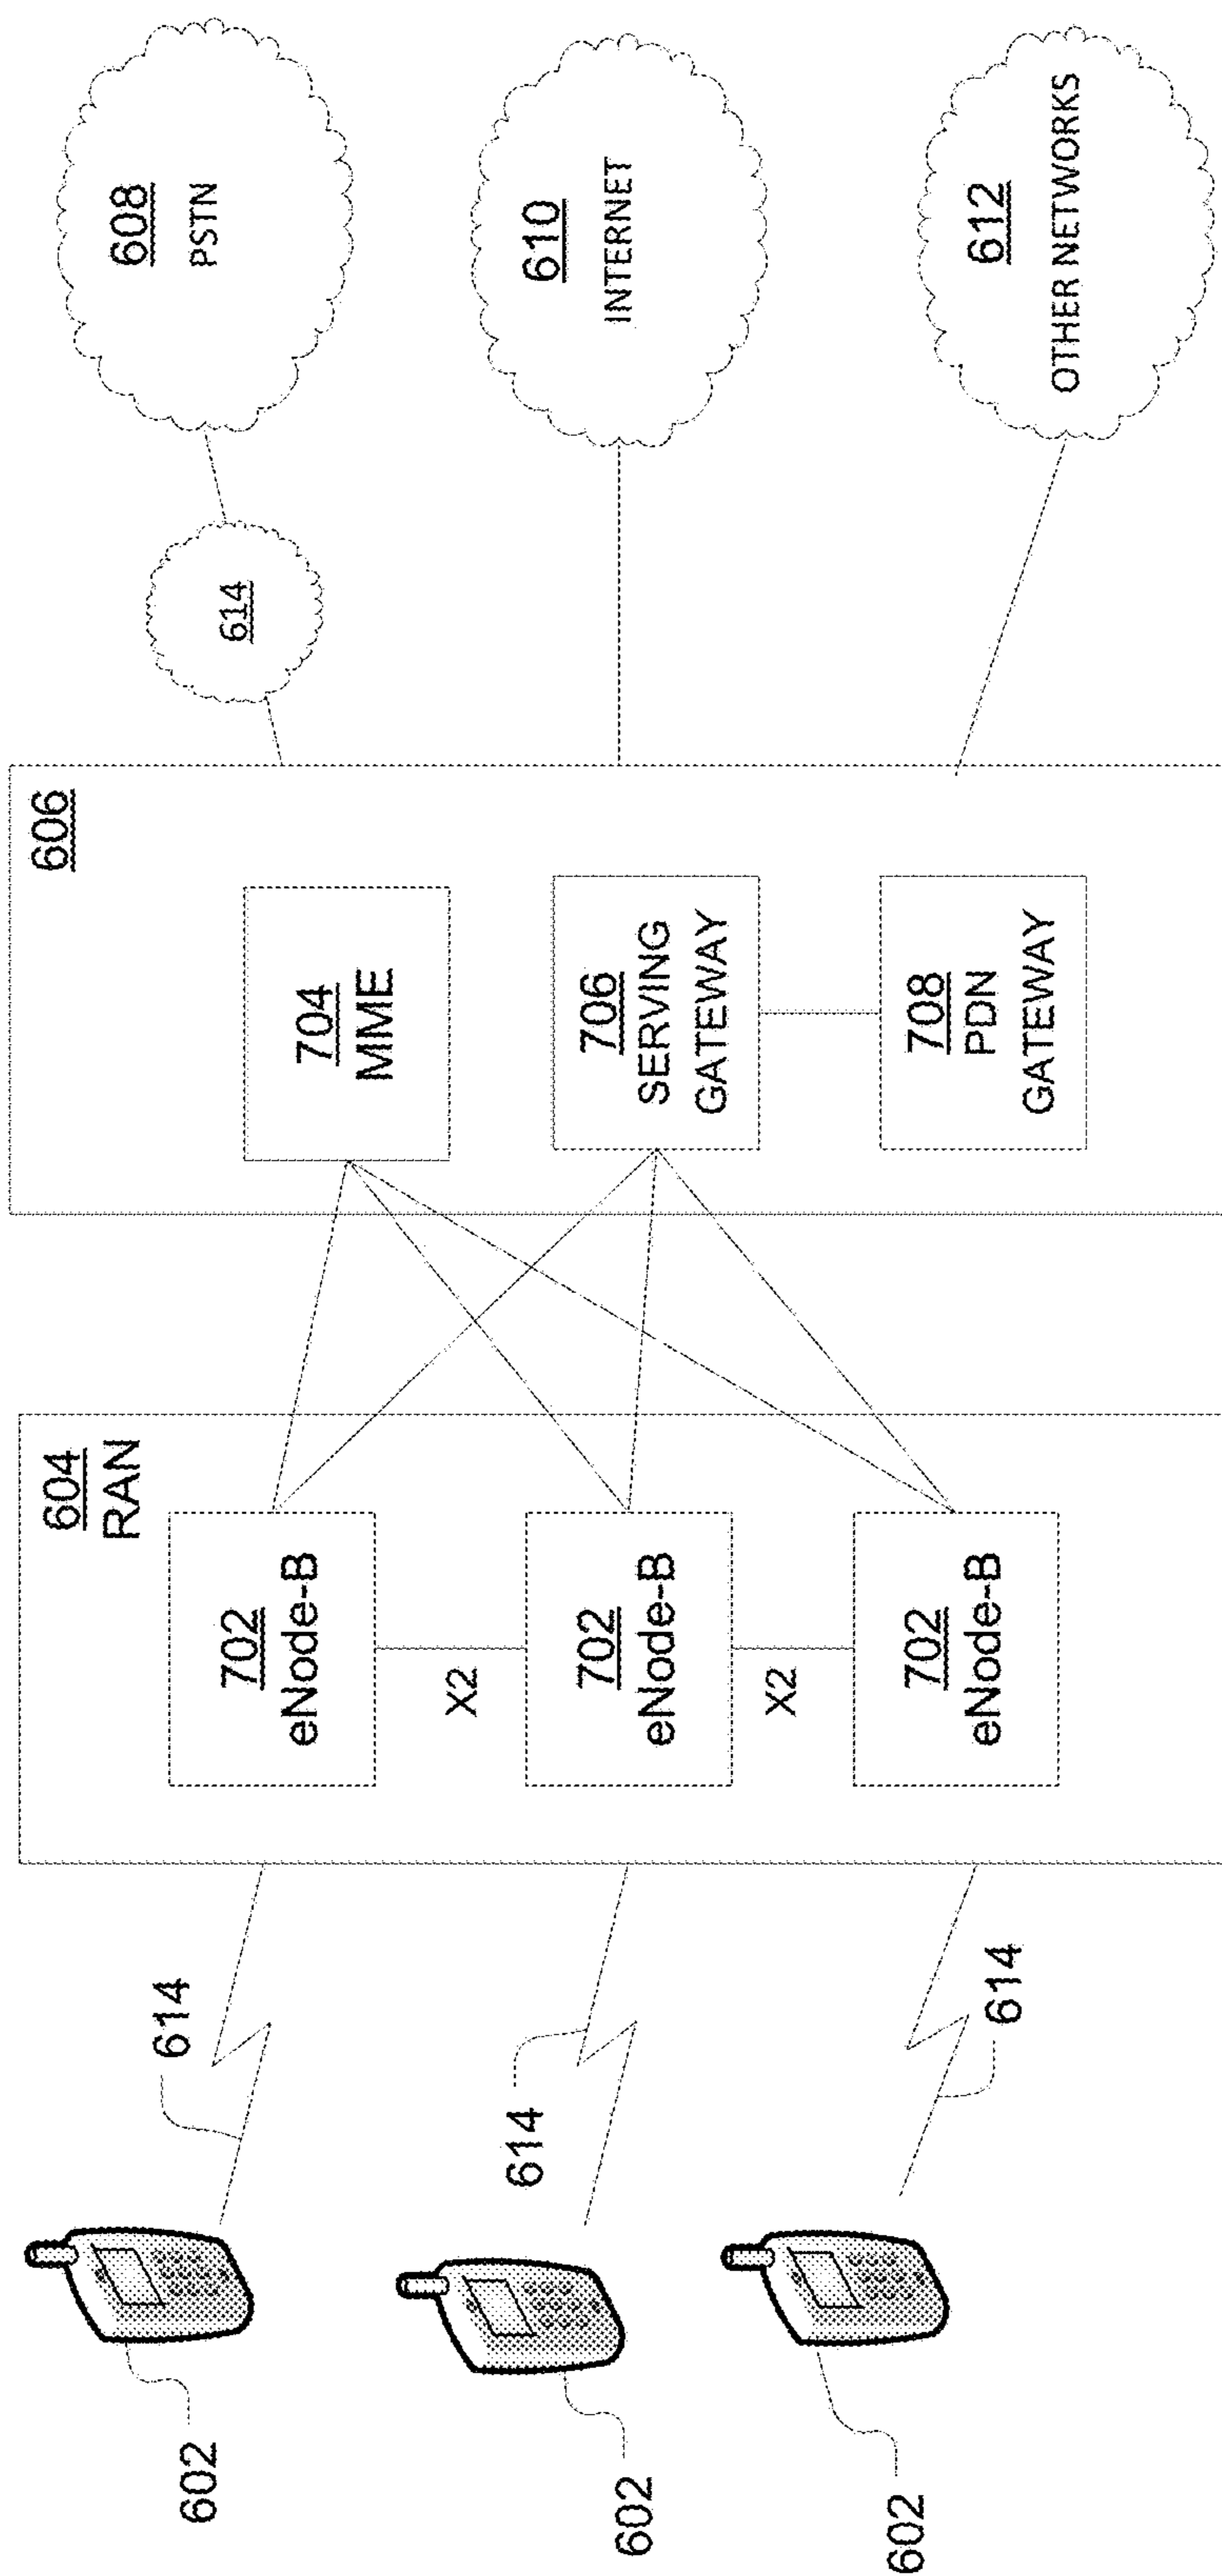 602
602
602
614
614
614
604
RAN
702
eNode-B
X2
702
eNode-B
X2
702
eNode-B
606
704
MME
706
SERVING
GATEWAY
708
PDN
GATEWAY
614
608
PSTN
610
INTERNET
612
OTHER NETWORKS